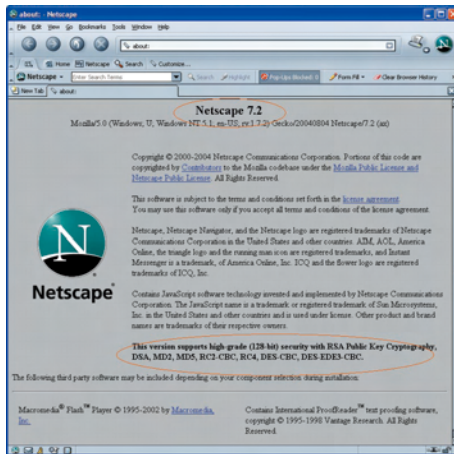 about: - Netscape
File Edit View Go Bookmarks Tools Window Help
about:
Home Netscape Search Customize...
Netscape Enter Search Terms Search Highlight Pop-Ups Blocked: Form Fill Clear Browser History
New Tab about:
Netscape 7.2
Mozilla/5.0 (Windows; U; Windows NT 5.1; en-US; rv:1.7.2) Gecko/20040804 Netscape/7.2 (ax)
Copyright © 2000-2004 Netscape Communications Corporation. Portions of this code are
copyrighted by Contributors to the Mozilla codebase under the Mozilla Public License and
Netscape Public License. All Rights Reserved.
This software is subject to the terms and conditions set forth in the license agreement.
You may use this software only if you accept all terms and conditions of the license agreement.
Netscape, Netscape Navigator, and the Netscape logo are registered trademarks of Netscape
Communications Corporation in the United States and other countries. AIM, AOL, America
Online, the triangle logo and the running man icon are registered trademarks, and Instant
Messenger is a trademark, of America Online, Inc. ICQ and the flower logo are registered
trademarks of ICQ, Inc.
N
Netscape®
Contains JavaScript software technology invented and implemented by Netscape Communications
Corporation. The JavaScript name is a trademark or registered trademark of Sun Microsystems,
Inc. in the United States and other countries and is used under license. Other product and brand
names are trademarks of their respective owners.
This version supports high-grade (128-bit) security with RSA Public Key Cryptography,
DSA, MD2, MD5, RC2-CBC, RC4, DES-CBC, DES-EDE3-CBC.
The following third party software may be included depending on your component selection during installation:
Macromedia® Flash™ Player © 1995-2002 by Macromedia,
Inc.
Contains International ProofReader™ text proofing software,
copyright © 1995-1998 Vantage Research. All Rights
Reserved.